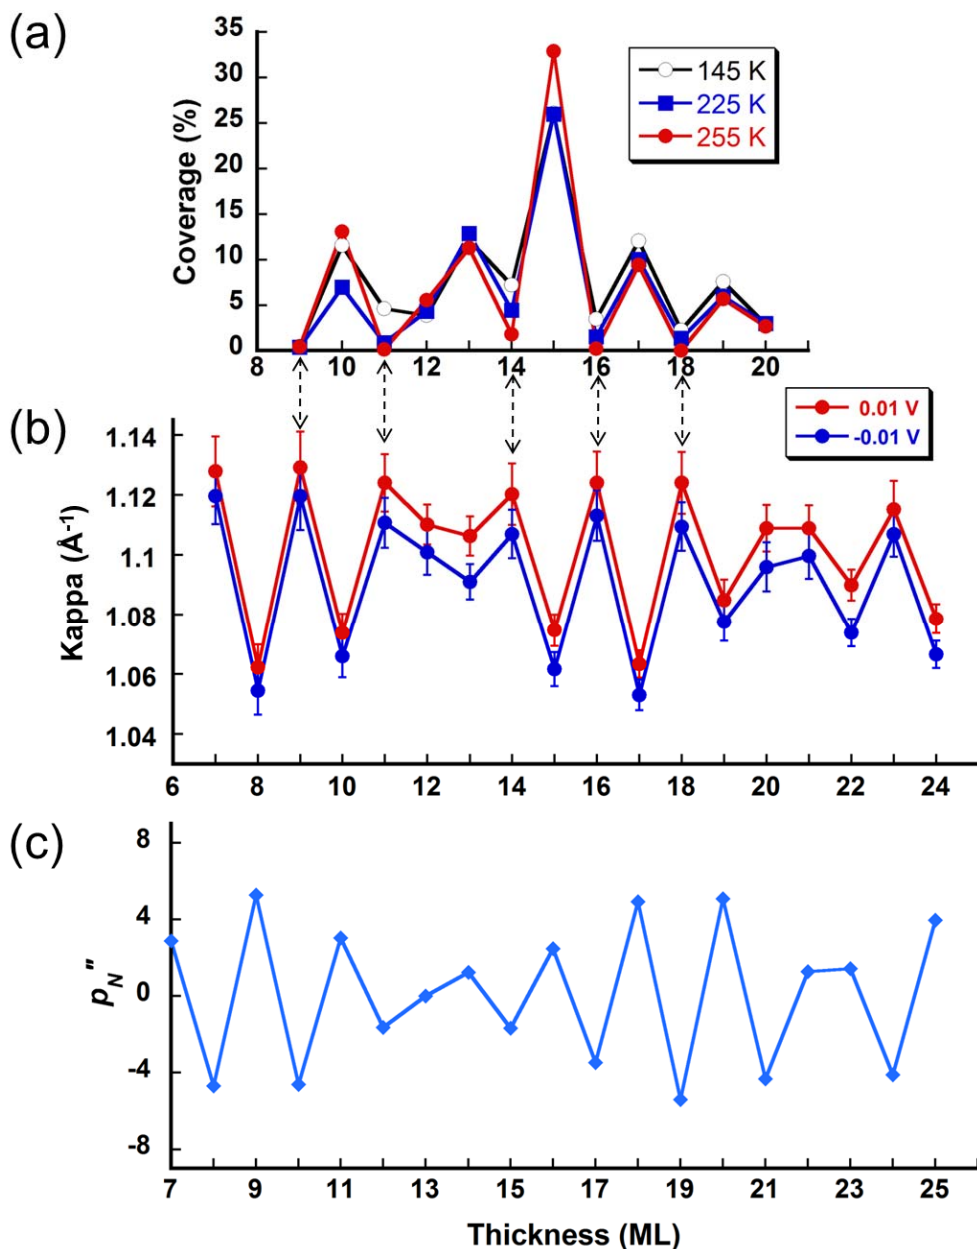 (a)
35
30
25
20
15
10
5
0
Coverage (%)
145 K
225 K
255 K
8 10 12 14 16 18 20
(b)
0.01 V
-0.01 V
1.14
1.12
1.1
1.08
1.06
1.04
Kappa (Å⁻¹)
6 8 10 12 14 16 18 20 22 24
(c)
8
4
0
-4
-8
p_N″
7 9 11 13 15 17 19 21 23 25
Thickness (ML)